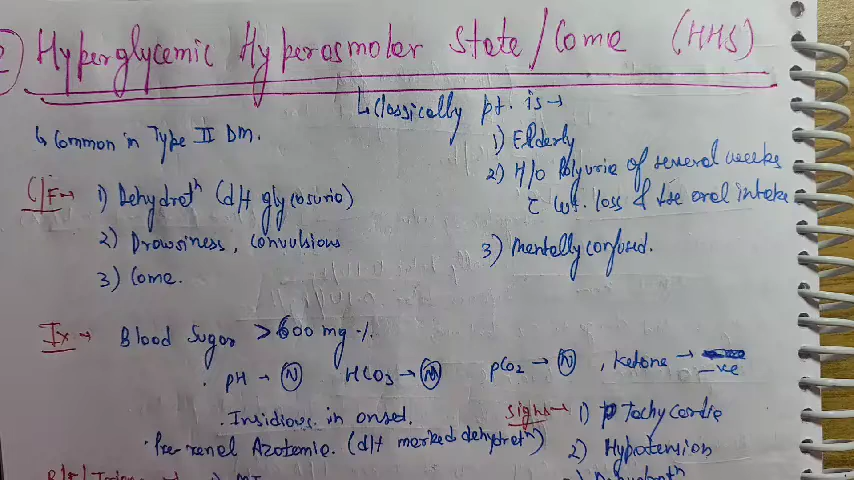 Hyperglycemic Hyperosmolar State/Coma (HHS)
↳ Classically pt. is →
1) Elderly
2) H/O Polyuria of several weeks
c̄ wt. loss & ↓se oral intake
3) Mentally confused.
↳ Common in Type II DM.
C/F → 1) Dehydratⁿ (d/t glycosuria)
2) Drowsiness, Convulsions
3) Coma.
Ix → Blood Sugar > 600 mg%.
pH → Ⓝ HCO3 → Ⓝ pCO2 → Ⓝ, Ketone → -ve
. Insidious in onset.
. Pre-renal Azotemia. (d/t marked dehydratⁿ)
Signs → 1) Tachycardia
2) Hypotension